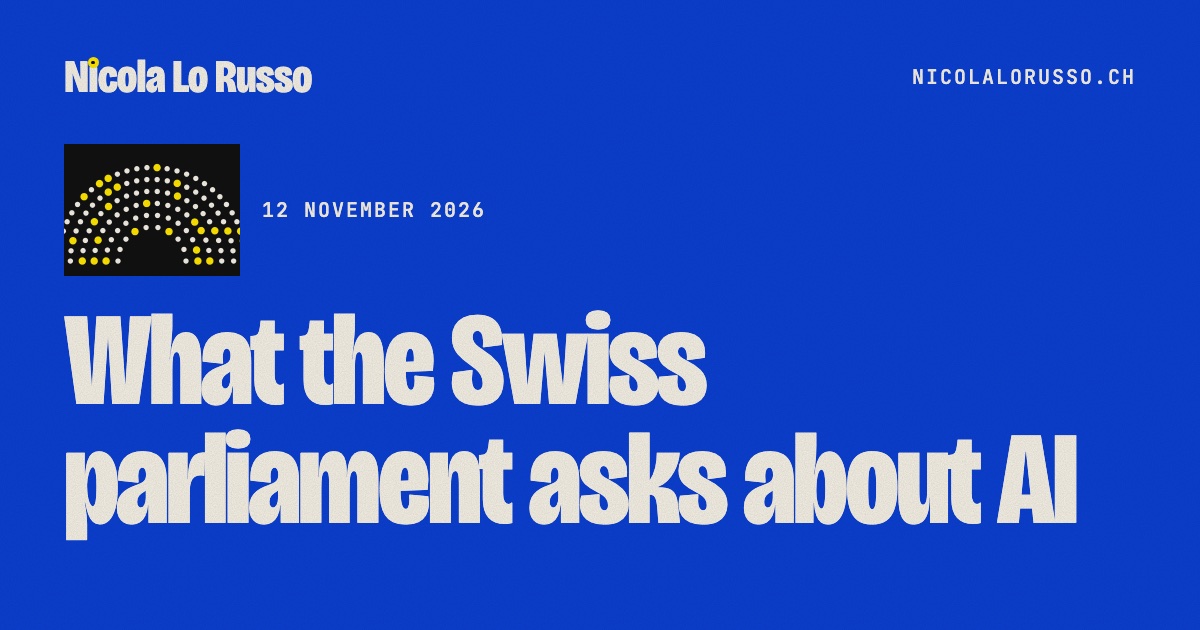 Nicola Lo Russo
NICOLALORUSSO.CH
12 NOVEMBER 2026
What the Swiss
parliament asks about AI